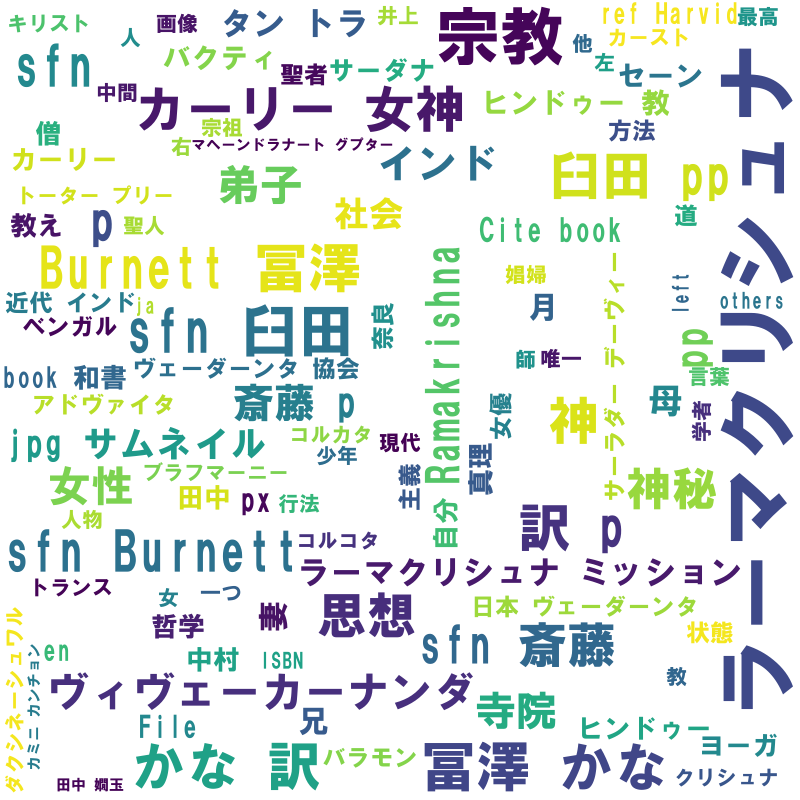 キリスト
人
画像
タン トラ
井上
宗教
ref Harvid
最高
sfn
バクティ
聖者
サーダナ
他
カースト
左
セーン
中間
カーリー 女神
ヒンドゥー 教
僧
宗祖
方法
右
マヘーンドラナート グプター
カーリー
弟子
インド
臼田 pp
トーター プリー
社会
道
教え
p
聖人
Cite book
Burnett 冨澤
娼婦
left
近代 インド
ja
月
others
ベンガル
sfn 臼田
奈良
Ramakrishna
サーラダー デーヴィー
pp
ラーマクリシュナ
book 和書
ヴェーダーンタ 協会
師
唯一
言葉
アドヴァイタ
斎藤 p
女優
神
母
学者
jpg サムネイル
コルカタ
現代
少年
真理
女性
ブラフマーニー
主義
神秘
田中
px
行法
自分
人物
訳 p
sfn Burnett
コルコタ
ラーマクリシュナ ミッション
トランス
女
一つ
妻
思想
日本 ヴェーダーンタ
哲学
sfn 斎藤
状態
ダクシネーシュワル
カミニ カンチョン
en
中村
ISBN
教
ヴィヴェーカーナンダ
寺院
File
兄
ヒンドゥー
ヨーガ
かな 訳
バラモン
冨澤 かな
クリシュナ
田中 嫺玉